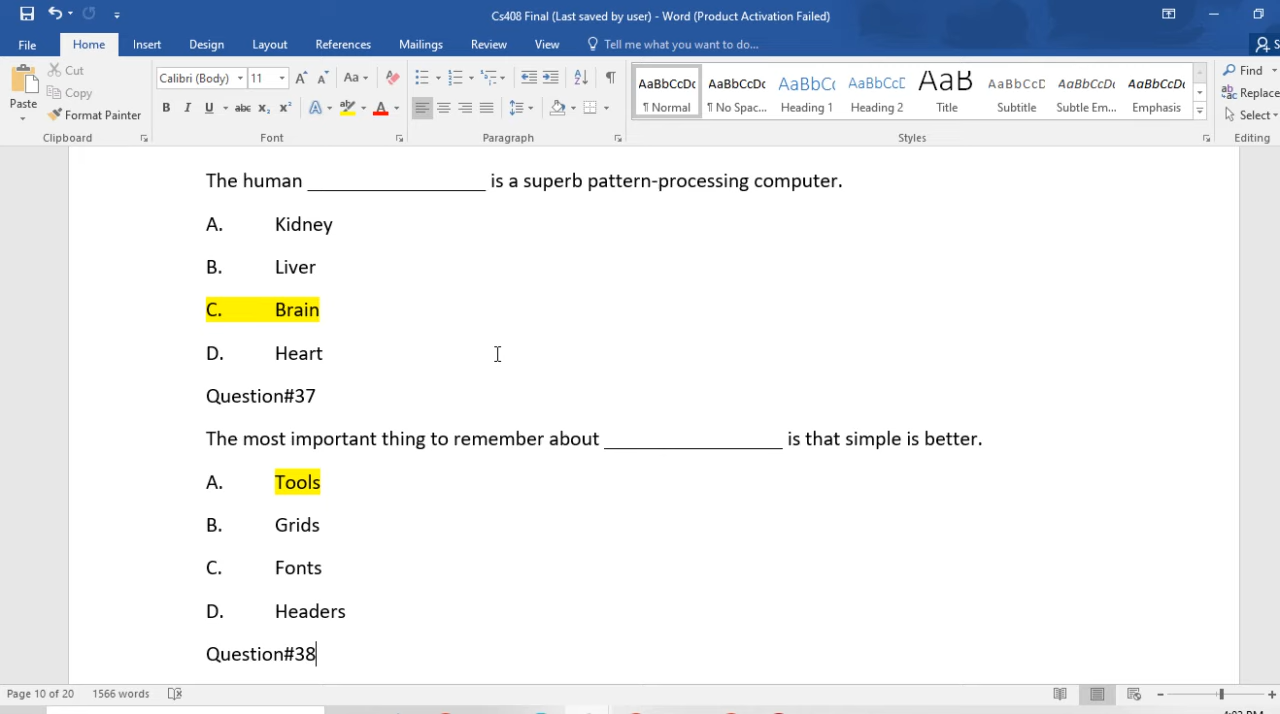 Cs408 Final (Last saved by user) - Word (Product Activation Failed)
File Home Insert Design Layout References Mailings Review View Tell me what you want to do...
Paste
Cut
Copy
Format Painter
Clipboard
Calibri (Body) 11
Font
Paragraph
AaBbCcDc AaBbCcDc AaBbCc AaBbCcD AaB AaBbCcDc AaBbCcDc AaBbCcDc
¶ Normal ¶ No Spac... Heading 1 Heading 2 Title Subtitle Subtle Em... Emphasis
Styles
Find
Replace
Select
Editing
The human _________________ is a superb pattern-processing computer.
A. Kidney
B. Liver
C. Brain
D. Heart
Question#37
The most important thing to remember about _________________ is that simple is better.
A. Tools
B. Grids
C. Fonts
D. Headers
Question#38
Page 10 of 20 1566 words